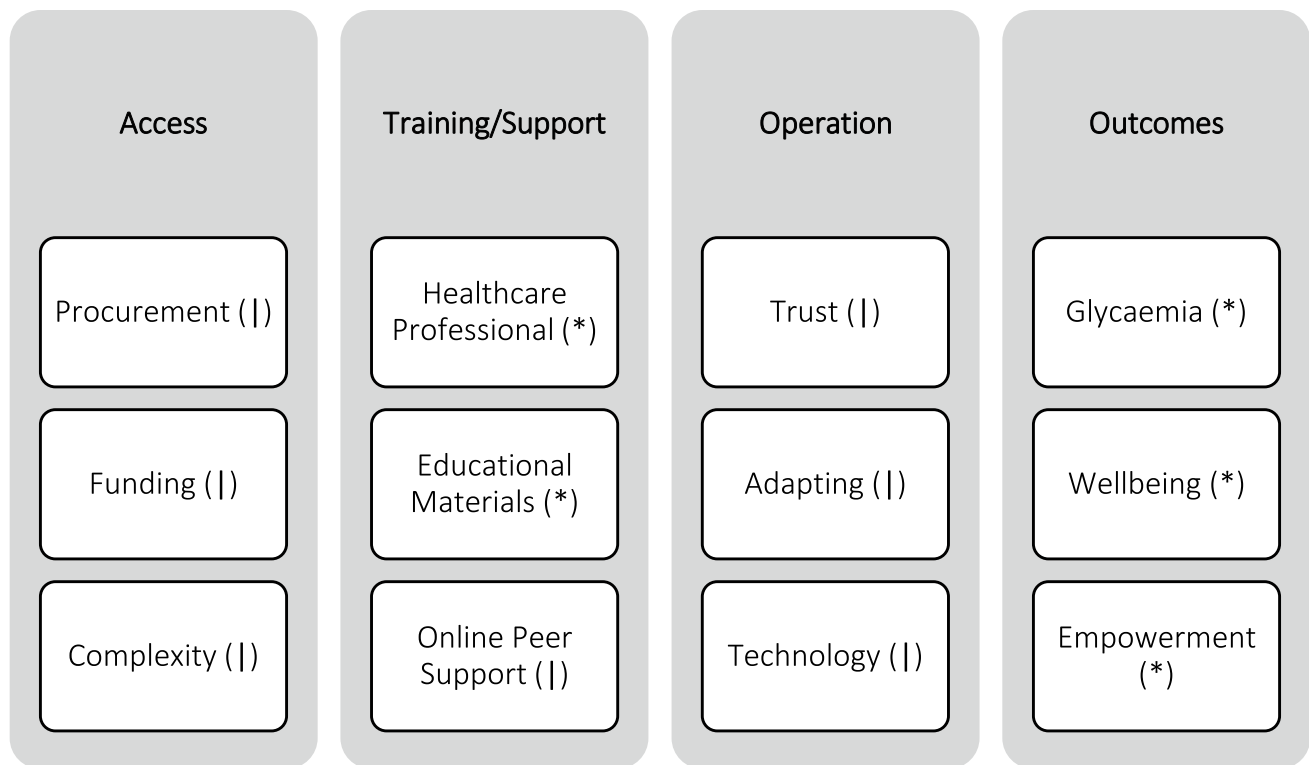 Access
Procurement (|)
Funding (|)
Complexity (|)
Training/Support
Healthcare
Professional (*)
Educational
Materials (*)
Online Peer
Support (|)
Operation
Trust (|)
Adapting (|)
Technology (|)
Outcomes
Glycaemia (*)
Wellbeing (*)
Empowerment
(*)